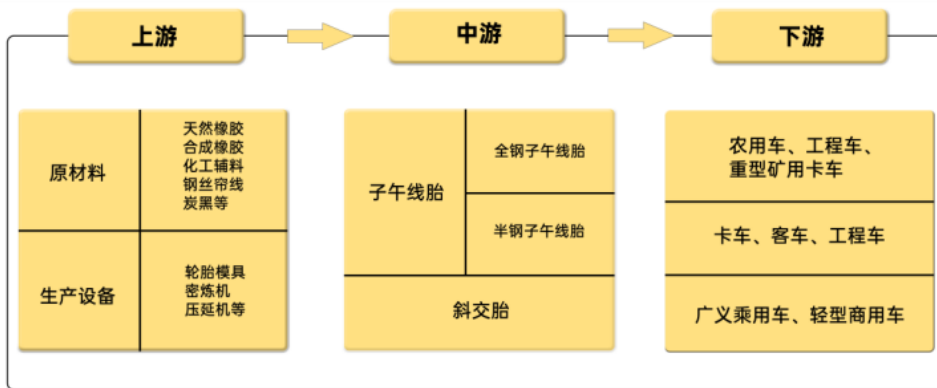 上游
中游
下游
原材料
天然橡胶
合成橡胶
化工辅料
钢丝帘线
炭黑等
生产设备
轮胎模具
密炼机
压延机等
子午线胎
全钢子午线胎
半钢子午线胎
斜交胎
农用车、工程车、
重型矿用卡车
卡车、客车、工程车
广义乘用车、轻型商用车